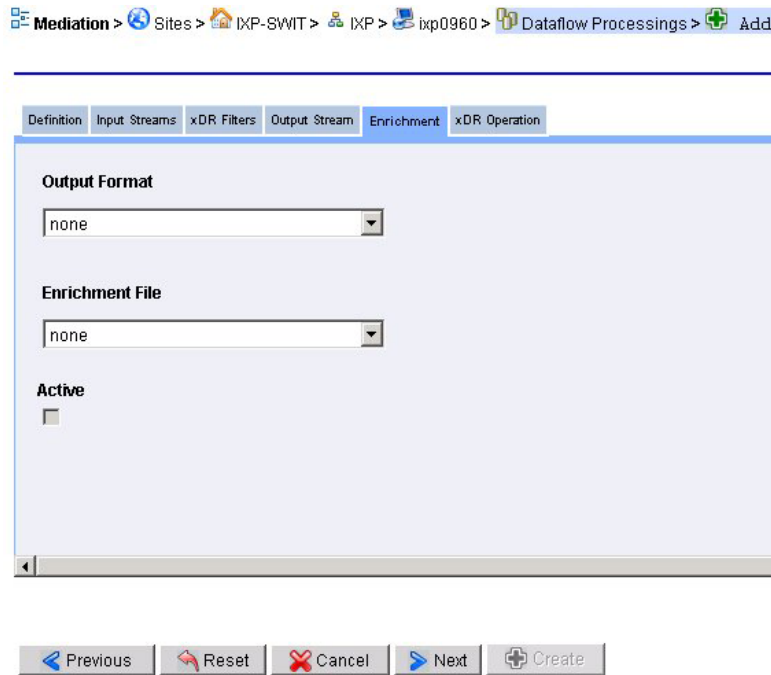 Mediation > Sites > IXP-SWIT > IXP > ixp0960 > Dataflow Processings > Add
Definition Input Streams xDR Filters Output Stream Enrichment xDR Operation
Output Format
none
Enrichment File
none
Active
Previous Reset Cancel Next Create